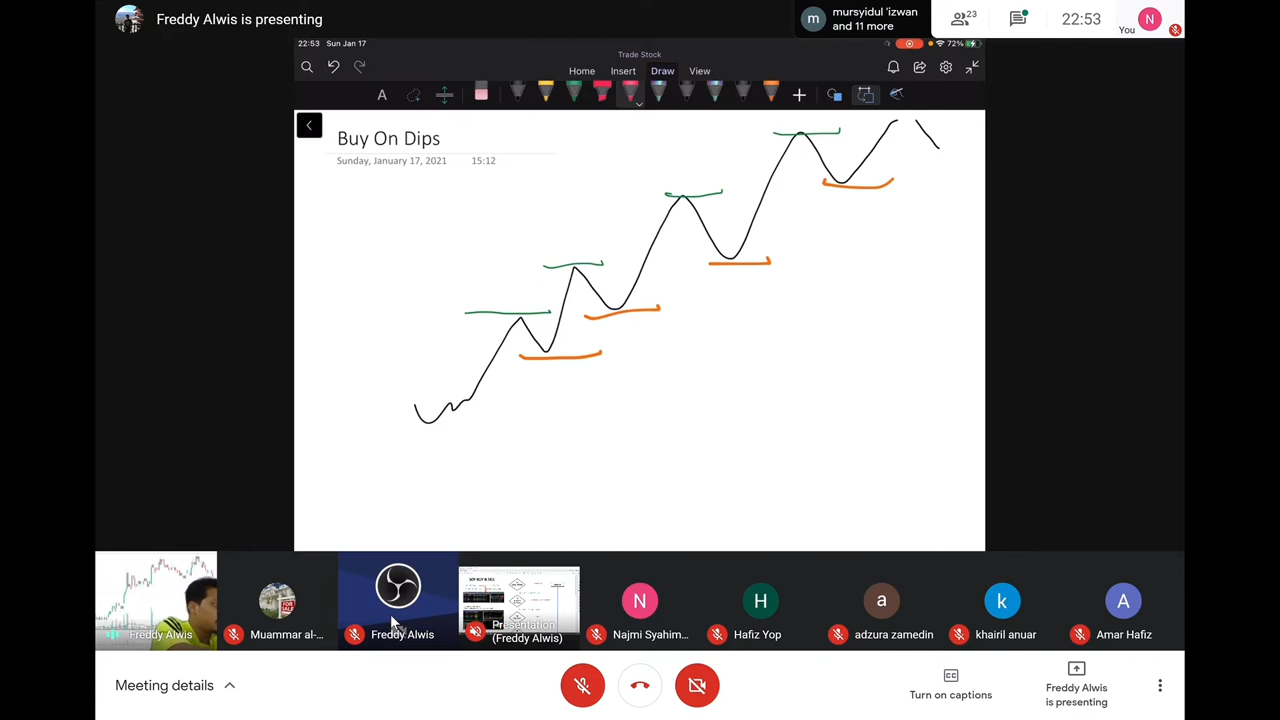 Freddy Alwis is presenting
m
mursyidul 'izwan
and 11 more
23
22:53
You
N
22:53 Sun Jan 17
72%
Trade Stock
Home Insert Draw View
A
Buy On Dips
Sunday, January 17, 2021 15:12
Freddy Alwis
FOR SALE
Muammar al-...
Freddy Alwis
Presentation
(Freddy Alwis)
N
Najmi Syahim...
H
Hafiz Yop
a
adzura zamedin
k
khairil anuar
A
Amar Hafiz
Meeting details
Turn on captions
Freddy Alwis
is presenting